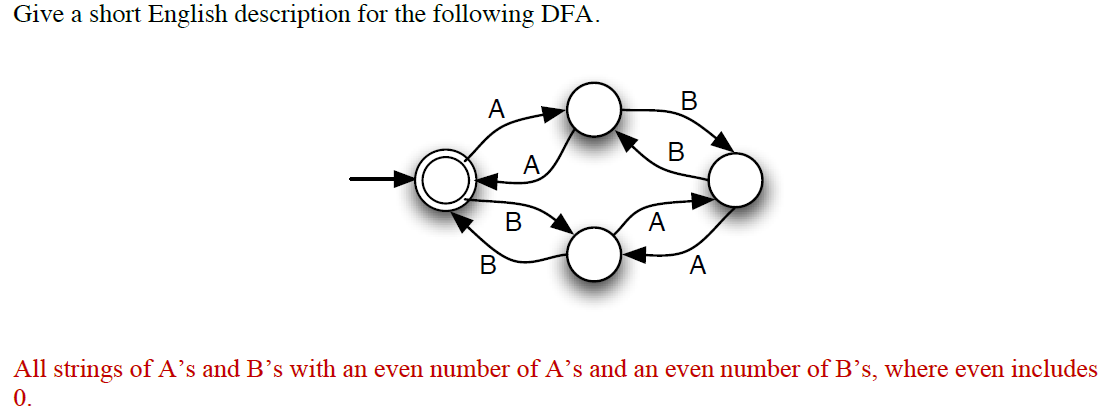 Give a short English description for the following DFA.
A
B
B
A
B
A
B
A
All strings of A’s and B’s with an even number of A’s and an even number of B’s, where even includes
0.